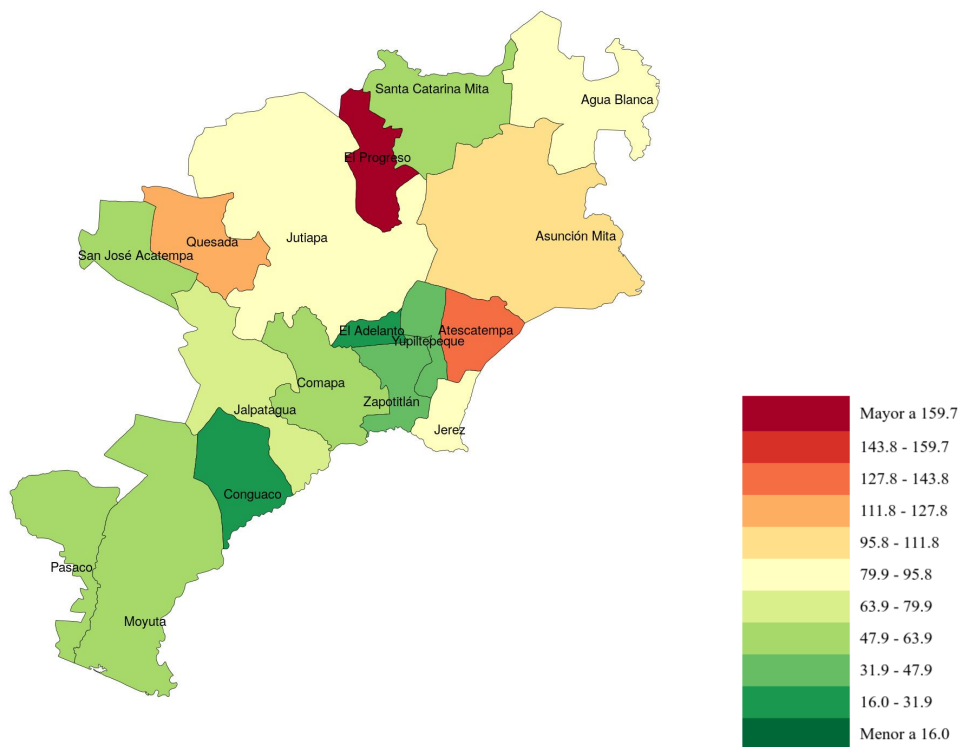 Santa Catarina Mita
Agua Blanca
El Progreso
Asunción Mita
Quesada
Jutiapa
San José Acatempa
El Adelanto
Atescatempa
Yupiltepeque
Comapa
Zapotitlán
Jalpatagua
Jerez
Conguaco
Pasaco
Moyuta
Mayor a 159.7
143.8 - 159.7
127.8 - 143.8
111.8 - 127.8
95.8 - 111.8
79.9 - 95.8
63.9 - 79.9
47.9 - 63.9
31.9 - 47.9
16.0 - 31.9
Menor a 16.0